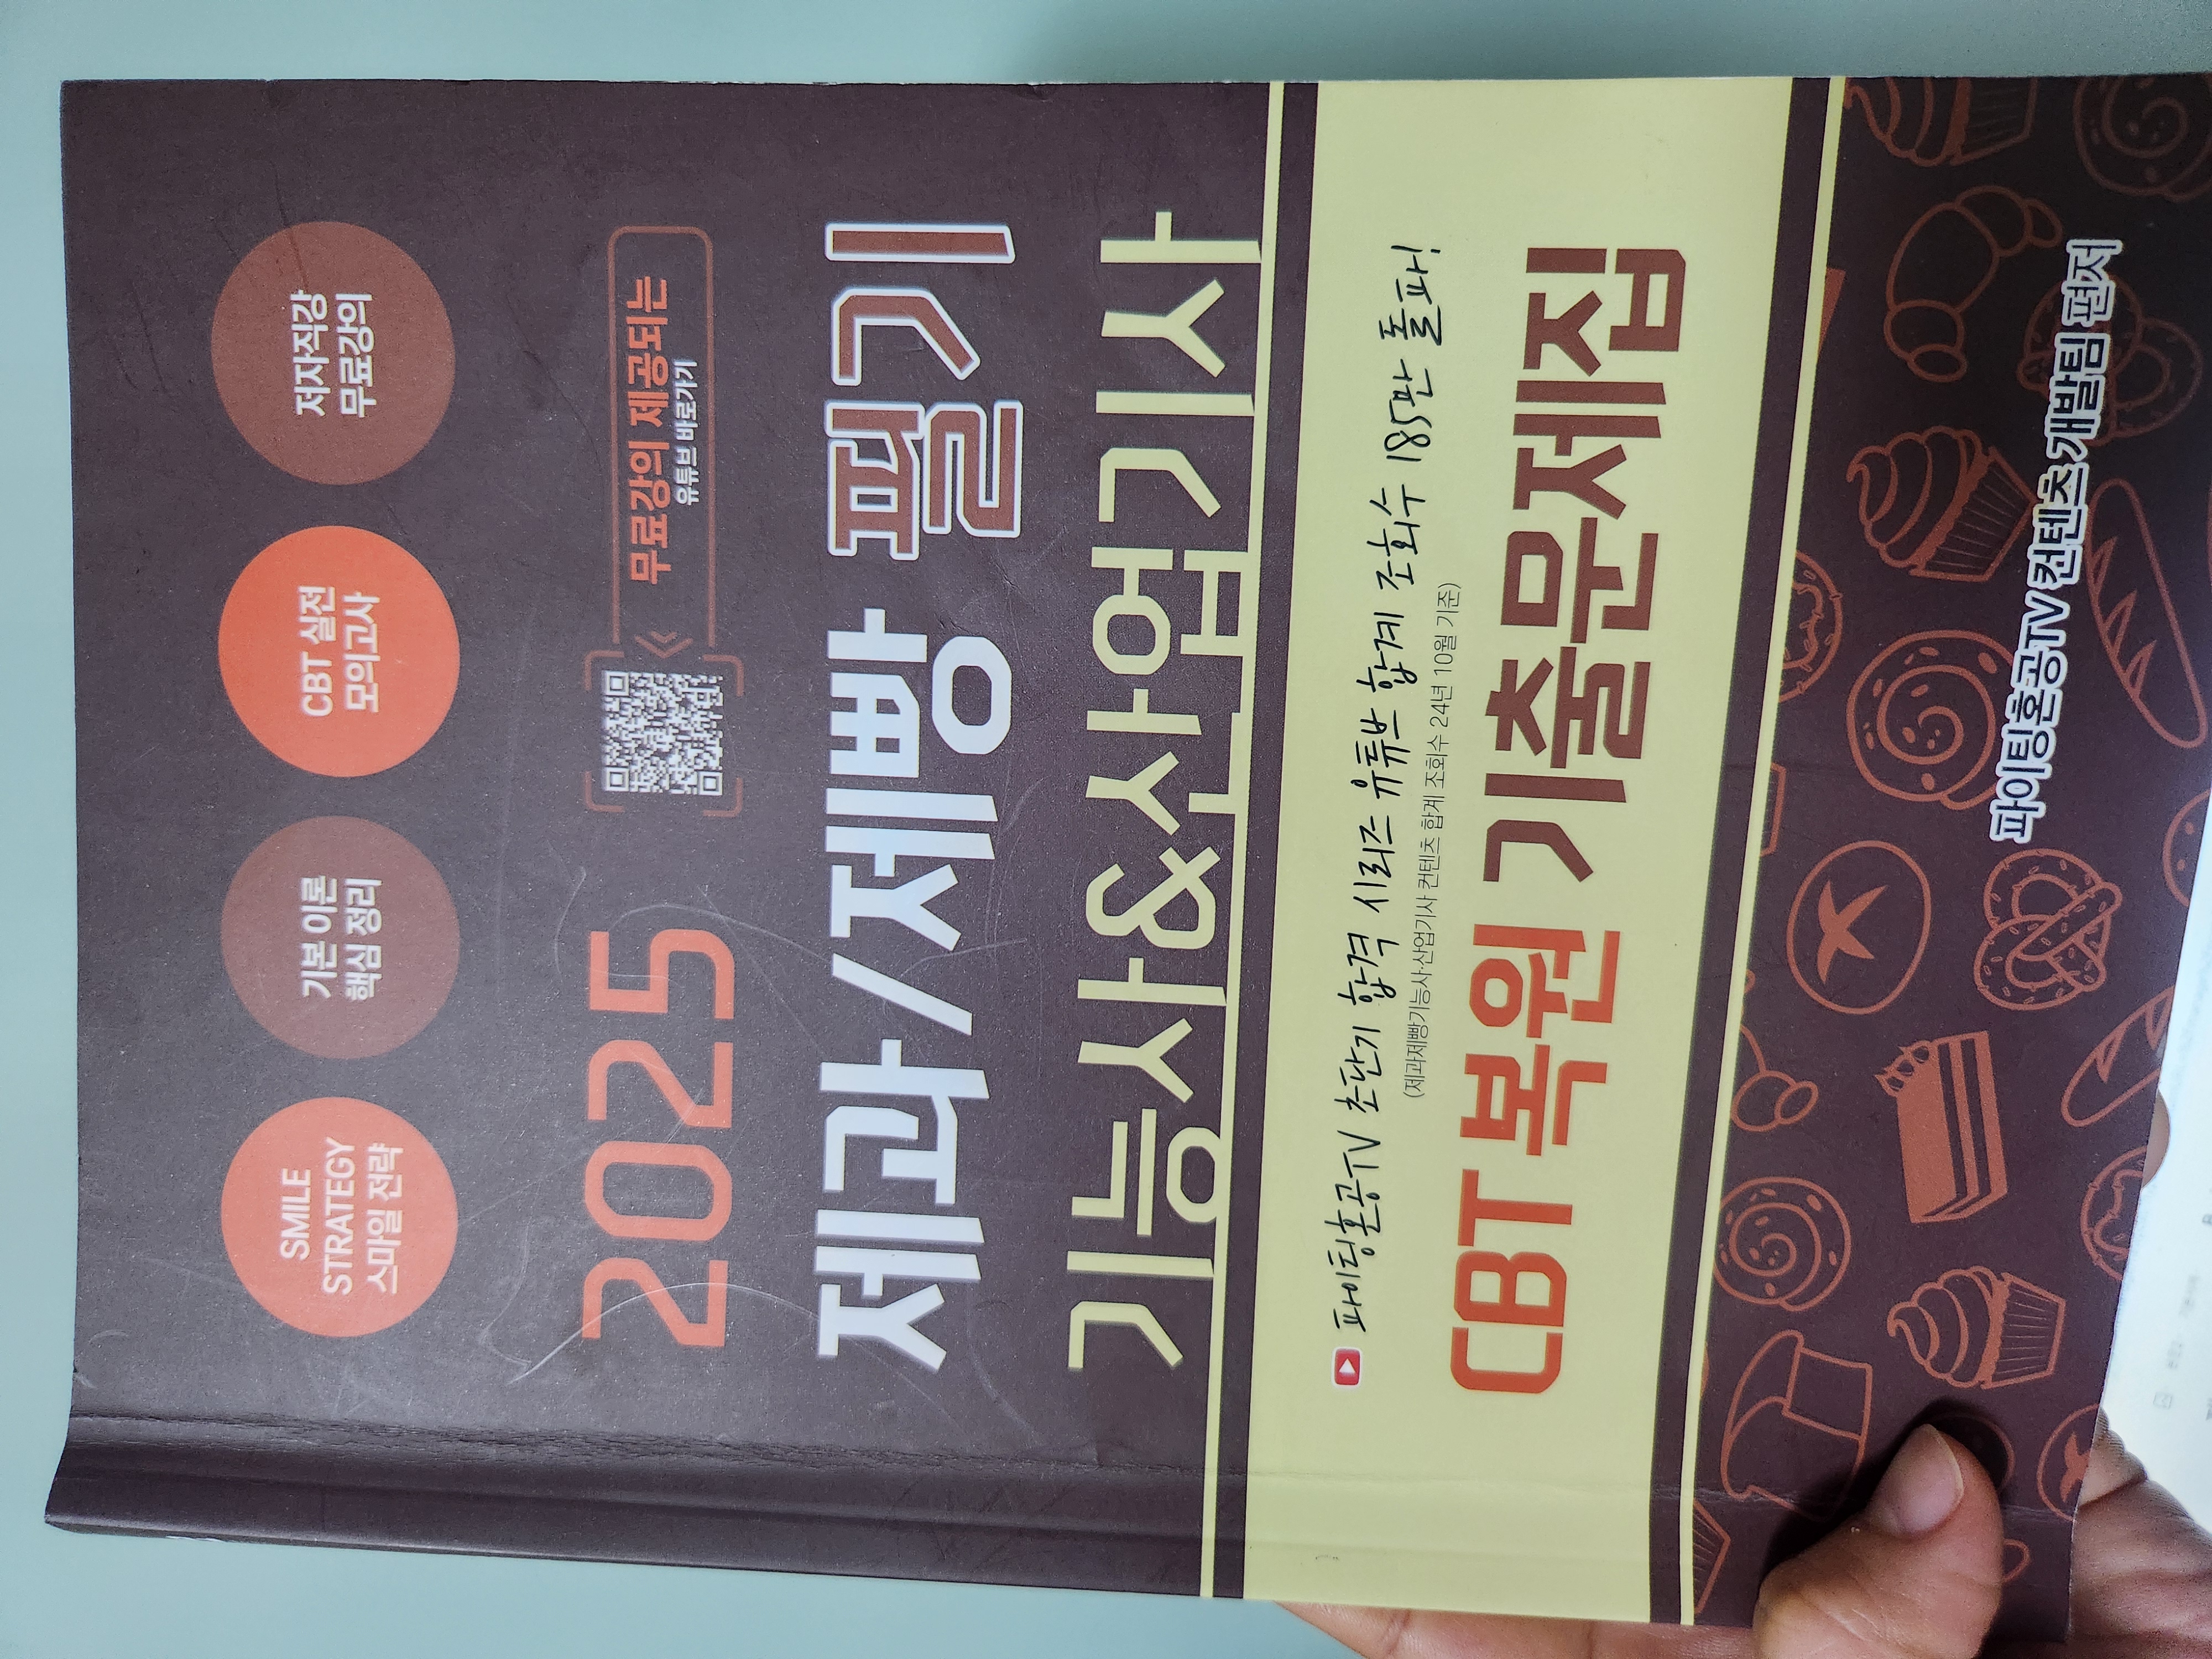 SMILE
STRATEGY
스마일 전략
기본 이론
핵심 정리
CBT 실전
모의고사
저자직강
무료강의
2025
무료강의 제공되는
유튜브 바로가기
제과/제빵 필기
기능사&산업기사
파이팅혼공TV 초단기 합격 시리즈 유튜브 합계 조회수 185만 돌파!
(제과제빵기능사·산업기사 컨텐츠 합계 조회수 24년 10월 기준)
CBT 복원 기출문제집
파이팅혼공TV 컨텐츠개발팀 편저